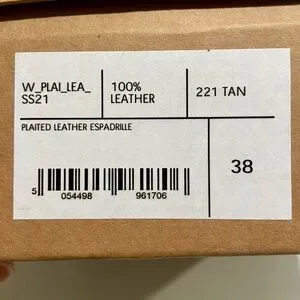 W_PLAI_LEA_
SS21
100%
LEATHER
221 TAN
PLAITED LEATHER ESPADRILLE
38
5 054498 961706